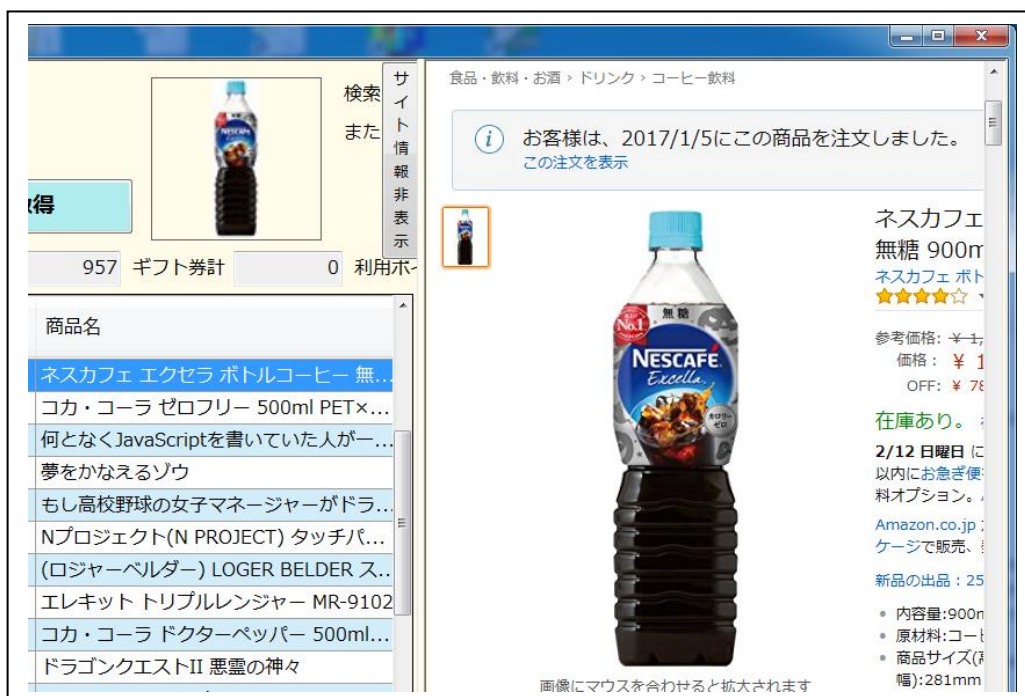 検索
また
サイト情報非表示
得
957 ギフト券計 0 利用ポイ
商品名
ネスカフェ エクセラ ボトルコーヒー 無...
コカ・コーラ ゼロフリー 500ml PET×...
何となくJavaScriptを書いていた人が一...
夢をかなえるゾウ
もし高校野球の女子マネージャーがドラ...
Nプロジェクト(N PROJECT) タッチパ...
(ロジャーベルダー) LOGER BELDER ス...
エレキット トリプルレンジャー MR-9102
コカ・コーラ ドクターペッパー 500ml...
ドラゴンクエストII 悪霊の神々
食品・飲料・お酒 › ドリンク › コーヒー飲料
お客様は、2017/1/5にこの商品を注文しました。
この注文を表示
無糖
No.1
NESCAFÉ
Excella
カロリー
ゼロ
画像にマウスを合わせると拡大されます
ネスカフェ
無糖 900m
ネスカフェ ボト
参考価格: ¥ 1,
価格: ¥ 1
OFF: ¥ 78
在庫あり。
2/12 日曜日 に
以内にお急ぎ便
料オプション。
Amazon.co.jp
ケージで販売、
新品の出品：25
• 内容量:900m
• 原材料:コーヒ
• 商品サイズ(高
幅):281mm